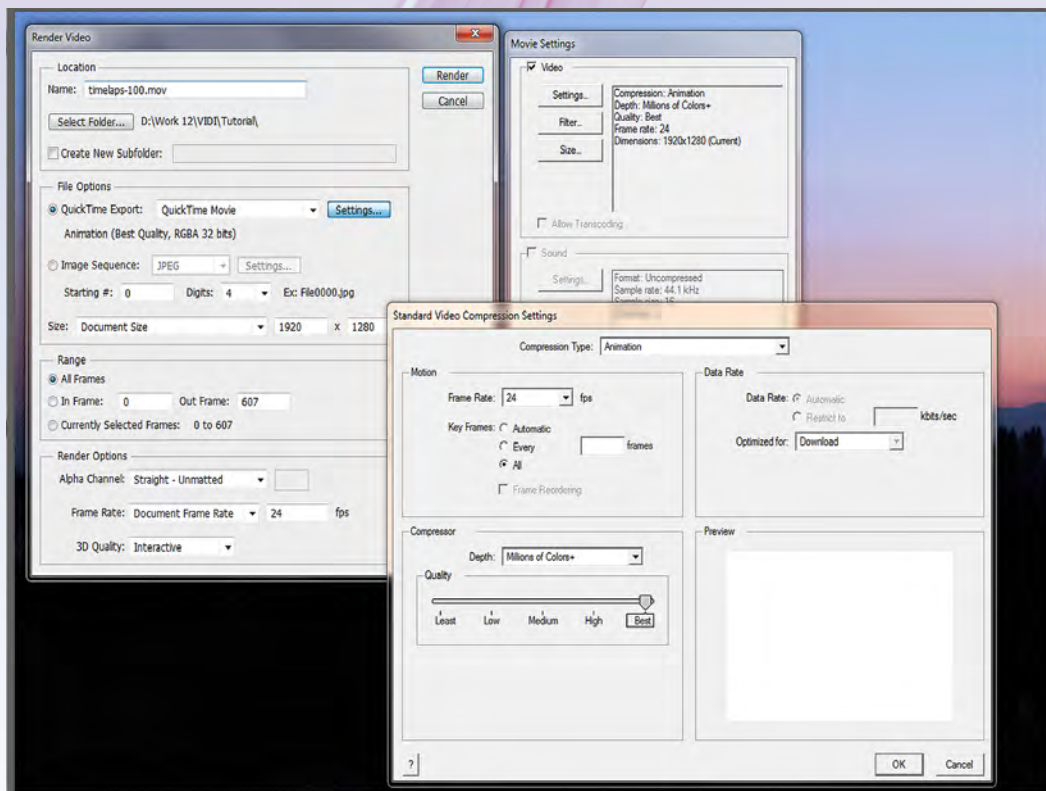 Render Video
Location
Name: timelaps-100.mov
Render
Cancel
Select Folder... D:\Work 12\VIDI\Tutorial\
Create New Subfolder:
File Options
QuickTime Export: QuickTime Movie Settings...
Animation (Best Quality, RGBA 32 bits)
Image Sequence: JPEG Settings...
Starting #: 0 Digits: 4 Ex: File0000.jpg
Size: Document Size 1920 x 1280
Range
All Frames
In Frame: 0 Out Frame: 607
Currently Selected Frames: 0 to 607
Render Options
Alpha Channel: Straight - Unmatted
Frame Rate: Document Frame Rate 24 fps
3D Quality: Interactive
Movie Settings
Video
Settings...
Filter...
Size...
Compression: Animation
Depth: Millions of Colors+
Quality: Best
Frame rate: 24
Dimensions: 1920x1280 (Current)
Allow Transcoding
Sound
Settings...
Format: Uncompressed
Sample rate: 44.1 kHz
Sample size: 16
Standard Video Compression Settings
Compression Type: Animation
Motion
Frame Rate: 24 fps
Key Frames: Automatic
Every frames
All
Frame Reordering
Data Rate
Data Rate: Automatic
Restrict to kbits/sec
Optimized for: Download
Compressor
Depth: Millions of Colors+
Quality
Least Low Medium High Best
Preview
?
OK Cancel